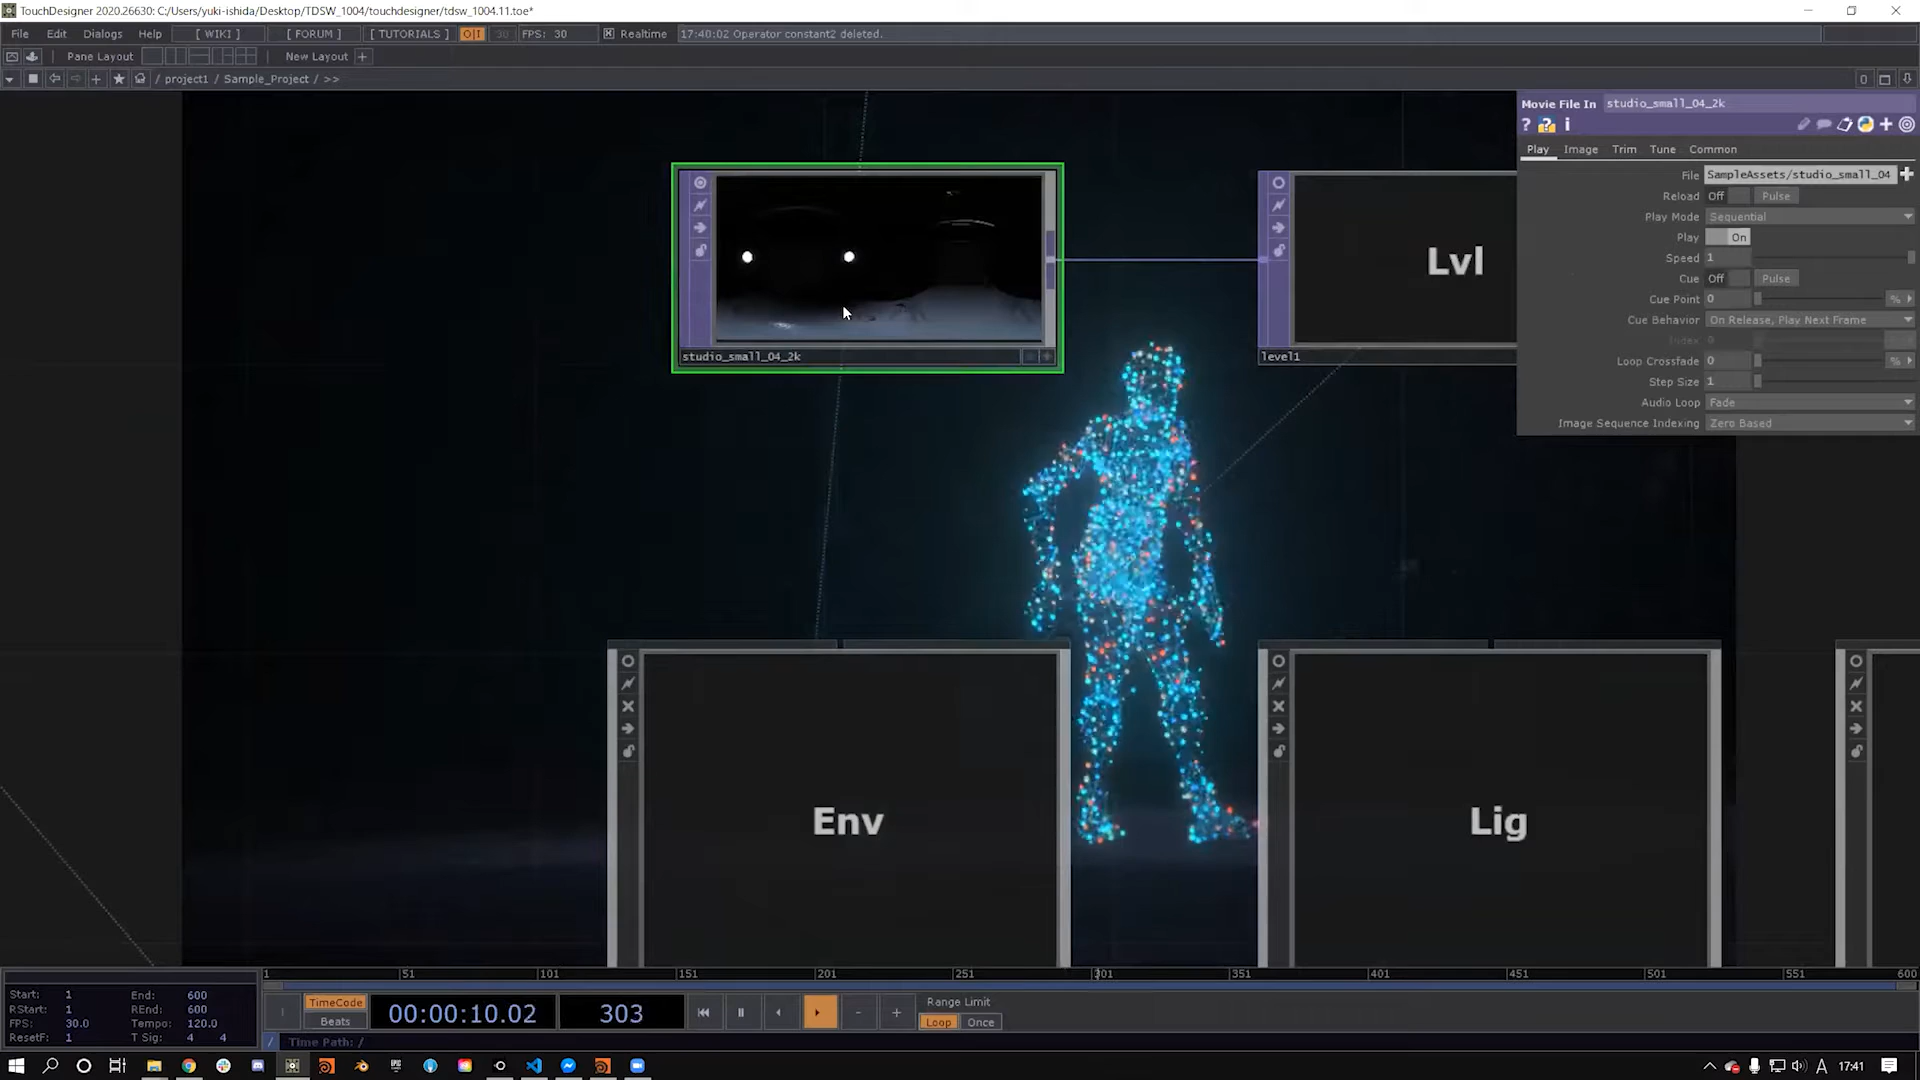 TouchDesigner 2020.26630: C:/Users/yuki-ishida/Desktop/TDSW_1004/touchdesigner/tdsw_1004.11.toe*
File Edit Dialogs Help [ WIKI ] [ FORUM ] [ TUTORIALS ] O|I 30 FPS: 30 Realtime 17:40:02 Operator constant2 deleted.
Pane Layout New Layout +
/ project1 / Sample_Project / >> 0
Movie File In studio_small_04_2k
? ? i
Play Image Trim Tune Common
File SampleAssets/studio_small_04
Reload Off Pulse
Play Mode Sequential
Play On
Speed 1
Cue Off Pulse
Cue Point 0 %
Cue Behavior On Release, Play Next Frame
Index 0
Loop Crossfade 0 %
Step Size 1
Audio Loop Fade
Image Sequence Indexing Zero Based
Lvl
studio_small_04_2k
level1
Env
Lig
1 51 101 151 201 251 301 351 401 451 501 551 600
Start: 1 End: 600
RStart: 1 REnd: 600
FPS: 30.0 Tempo: 120.0
ResetF: 1 T Sig: 4 4
TimeCode
Beats
00:00:10.02
303
Range Limit
Loop Once
/ Time Path: /
A 17:41